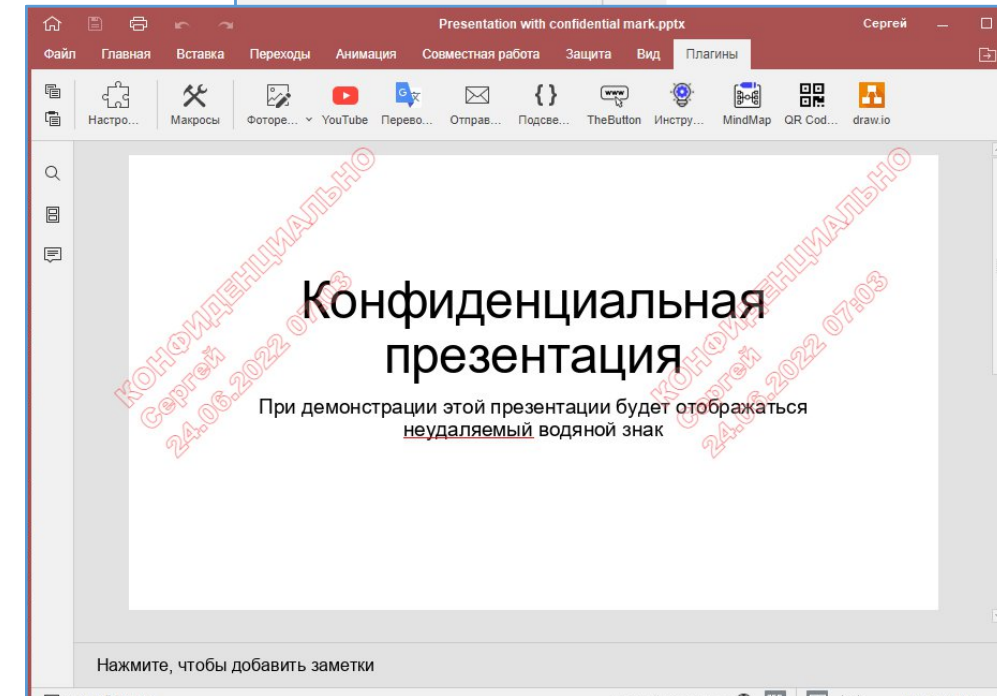 Presentation with confidential mark.pptx
Сергей
Файл Главная Вставка Переходы Анимация Совместная работа Защита Вид Плагины
Настро... Макросы Фоторе... YouTube Перево... Отправ... Подсве... TheButton Инстру... MindMap QR Cod... draw.io
КОНФИДЕНЦИАЛЬНО
Сергей
24.06.2022 07:03
КОНФИДЕНЦИАЛЬНО
Сергей
24.06.2022 07:03
Конфиденциальная
презентация
При демонстрации этой презентации будет отображаться
неудаляемый водяной знак
Нажмите, чтобы добавить заметки